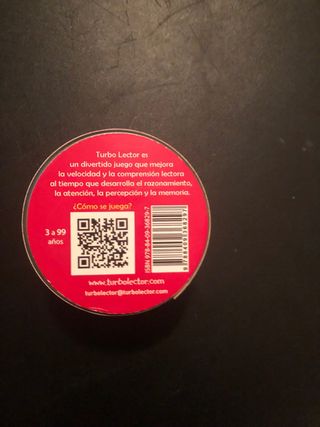 Turbo Lector es
un divertido juego que mejora
la velocidad y la comprensión lectora
al tiempo que desarrolla el razonamiento,
la atención, la percepción y la memoria.
¿Cómo se juega?
3 a 99
años
ISBN 978-84-09-36829-7
9788409368297
www.turbolector.com
turbolector@turbolector.com